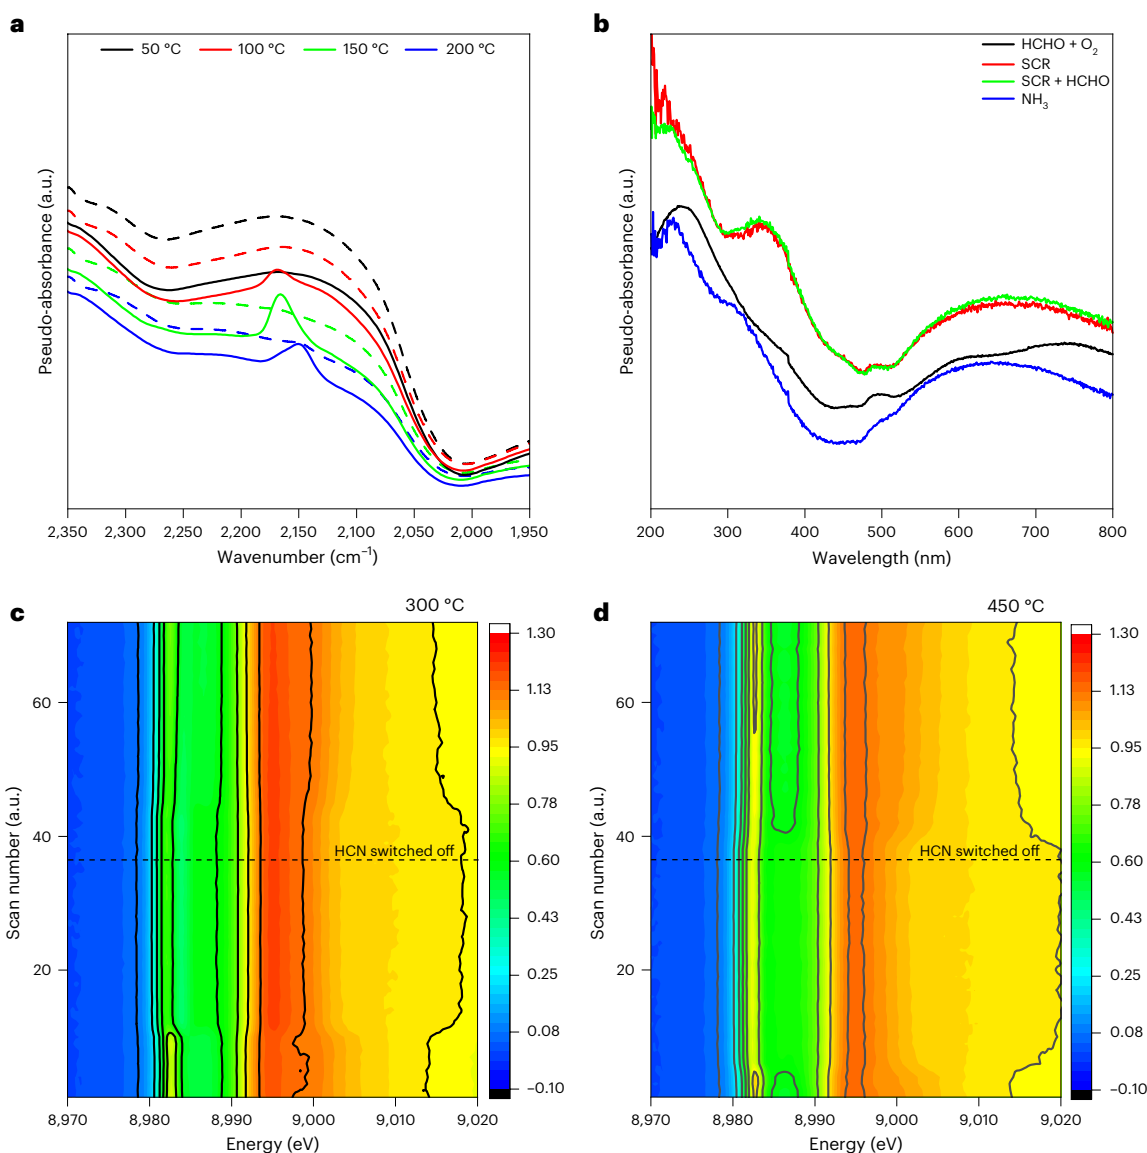 a
50 °C 100 °C 150 °C 200 °C
Pseudo-absorbance (a.u.)
2,350 2,300 2,250 2,200 2,150 2,100 2,050 2,000 1,950
Wavenumber (cm⁻¹)
b
HCHO + O₂
SCR
SCR + HCHO
NH₃
Pseudo-absorbance (a.u.)
200 300 400 500 600 700 800
Wavelength (nm)
c
300 °C
HCN switched off
Scan number (a.u.)
60
40
20
8,970 8,980 8,990 9,000 9,010 9,020
Energy (eV)
1.30
1.13
0.95
0.78
0.60
0.43
0.25
0.08
−0.10
d
450 °C
HCN switched off
Scan number (a.u.)
60
40
20
8,970 8,980 8,990 9,000 9,010 9,020
Energy (eV)
1.30
1.13
0.95
0.78
0.60
0.43
0.25
0.08
−0.10